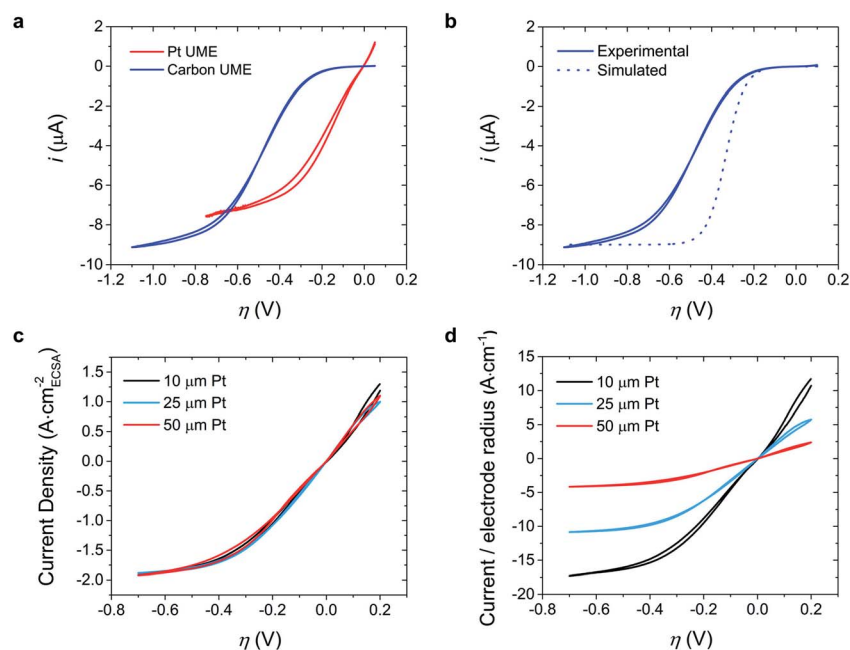 a
2
0
-2
-4
-6
-8
-10
i (μA)
Pt UME
Carbon UME
-1.2 -1.0 -0.8 -0.6 -0.4 -0.2 0.0 0.2
η (V)
b
2
0
-2
-4
-6
-8
-10
i (μA)
Experimental
Simulated
-1.2 -1.0 -0.8 -0.6 -0.4 -0.2 0.0 0.2
η (V)
c
1.5
1.0
0.5
0.0
-0.5
-1.0
-1.5
-2.0
Current Density (A·cm⁻²ECSA)
10 μm Pt
25 μm Pt
50 μm Pt
-0.8 -0.6 -0.4 -0.2 0.0 0.2
η (V)
d
15
10
5
0
-5
-10
-15
-20
Current / electrode radius (A·cm⁻¹)
10 μm Pt
25 μm Pt
50 μm Pt
-0.8 -0.6 -0.4 -0.2 0.0 0.2
η (V)